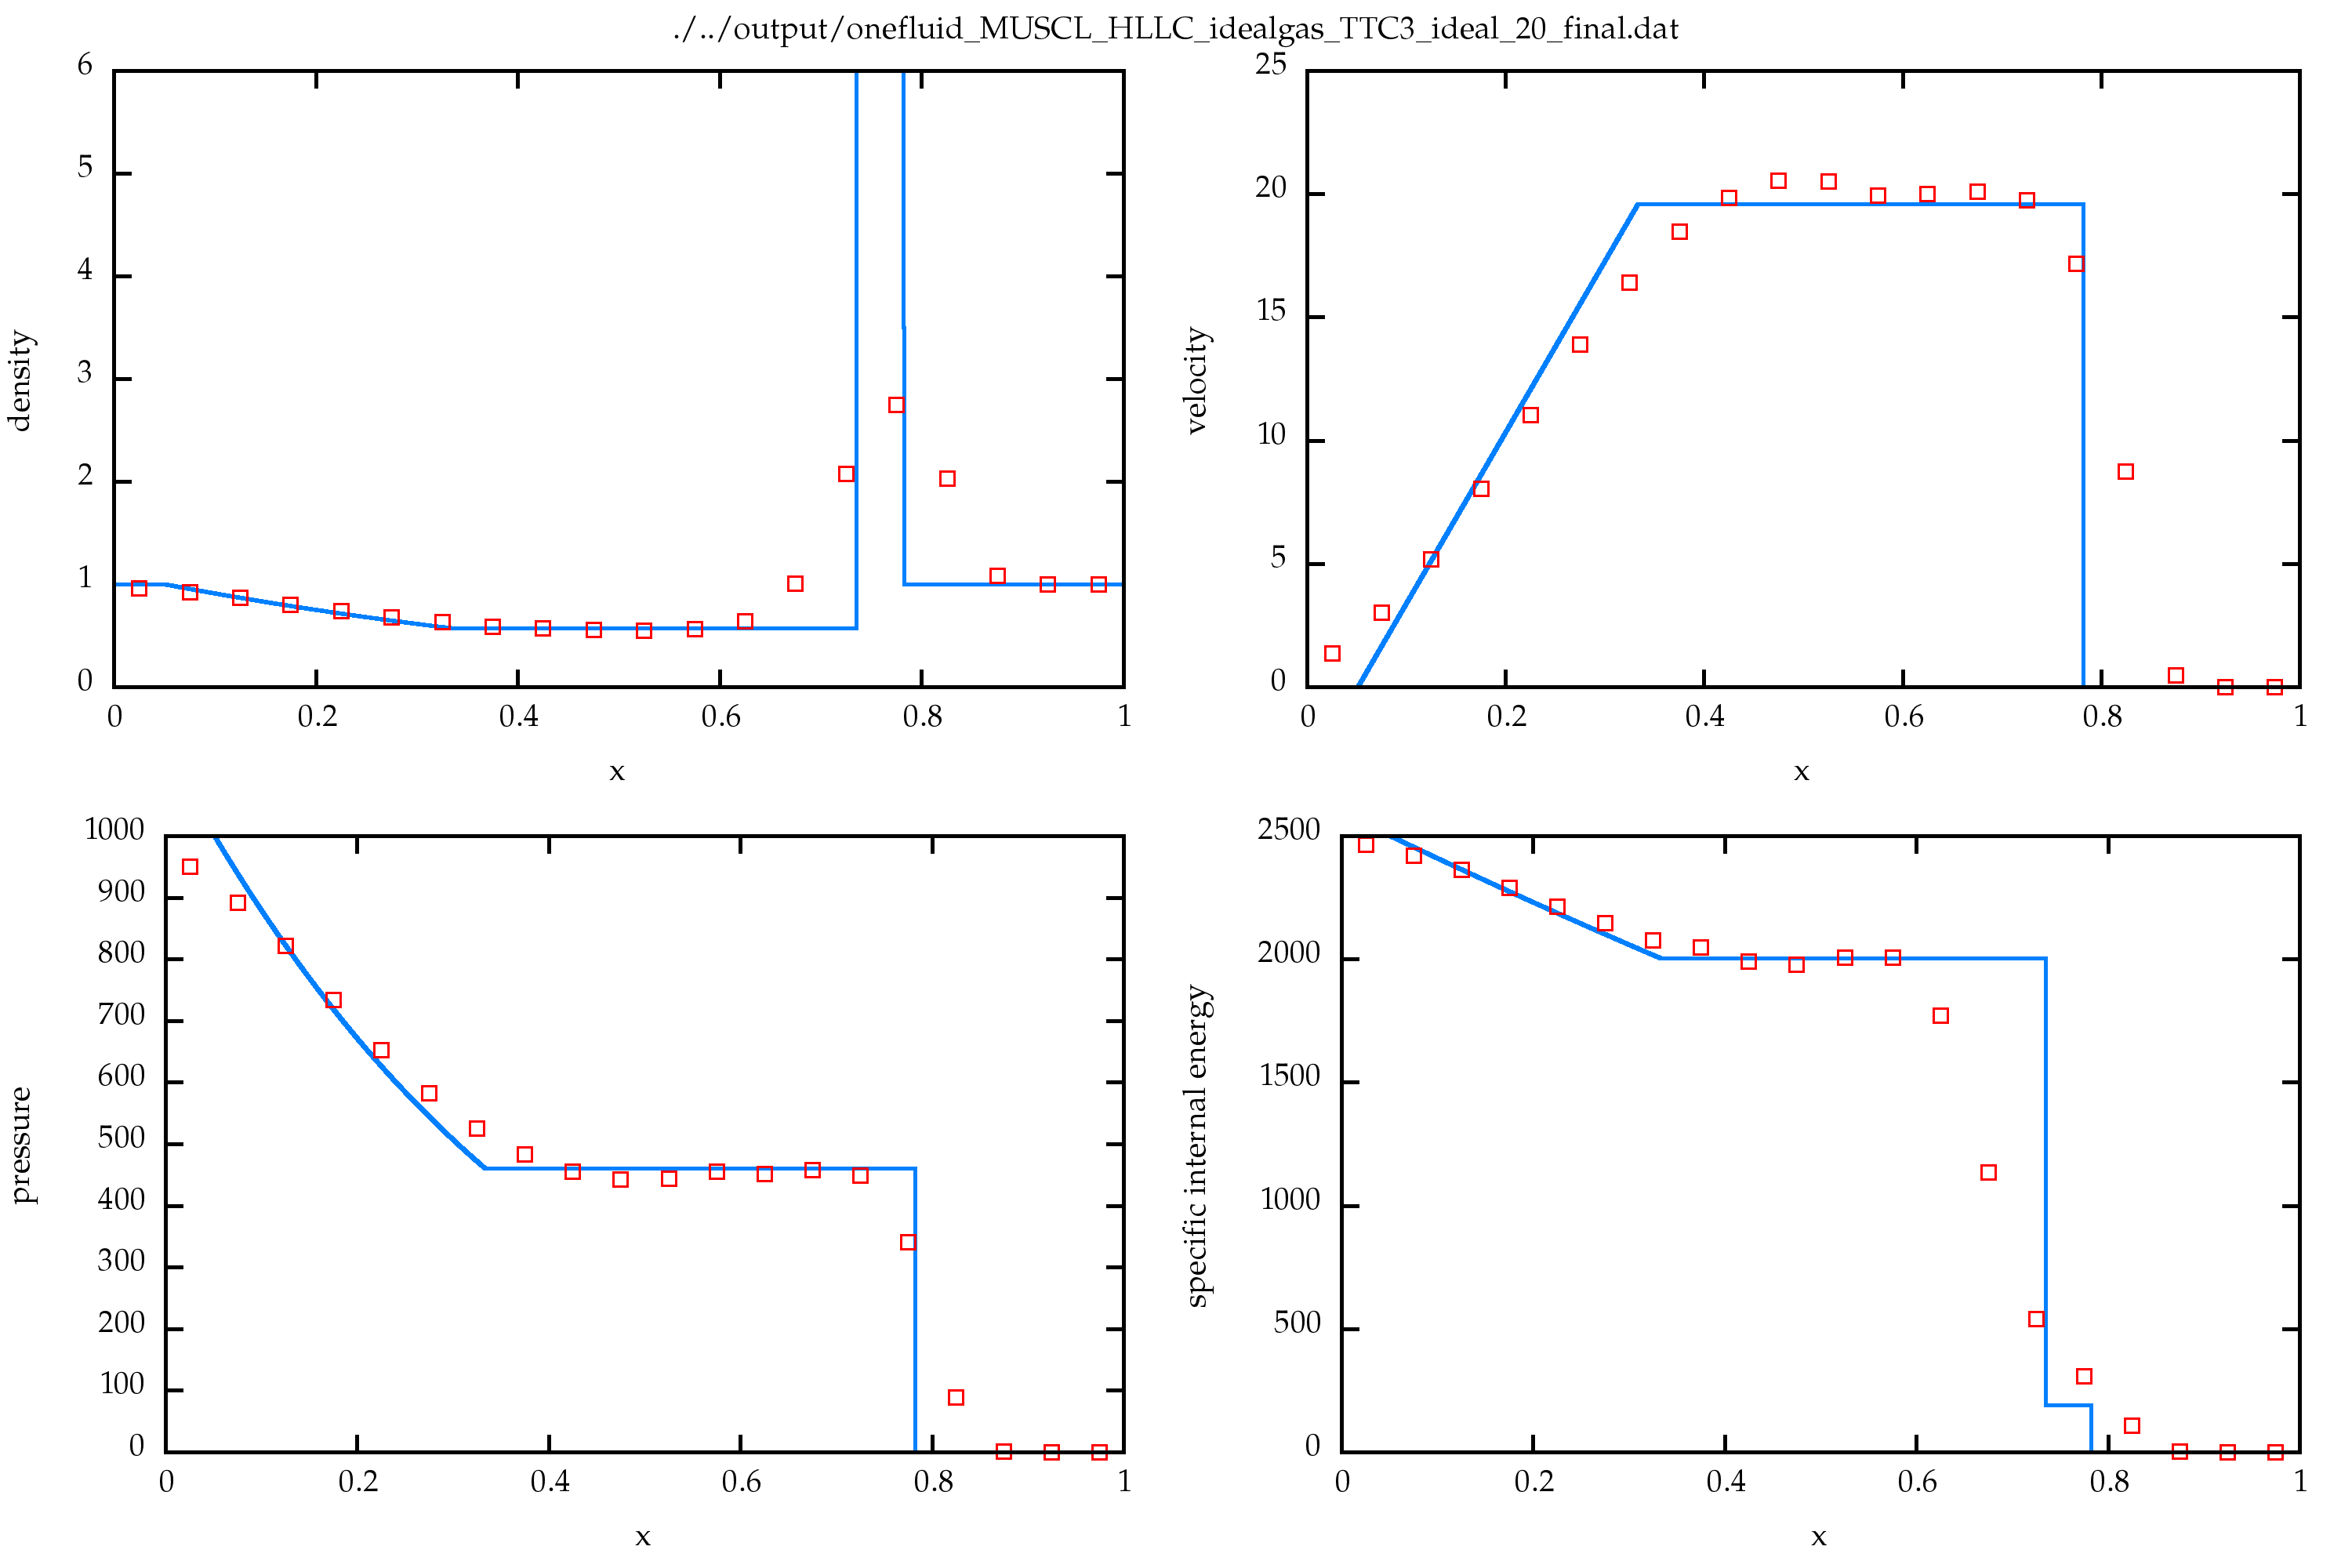 ./../output/onefluid_MUSCL_HLLC_idealgas_TTC3_ideal_20_final.dat
6
5
4
3
2
1
0
density
0 0.2 0.4 0.6 0.8 1
x
25
20
15
10
5
0
velocity
0 0.2 0.4 0.6 0.8 1
x
1000
900
800
700
600
500
400
300
200
100
0
pressure
0 0.2 0.4 0.6 0.8 1
x
2500
2000
1500
1000
500
0
specific internal energy
0 0.2 0.4 0.6 0.8 1
x